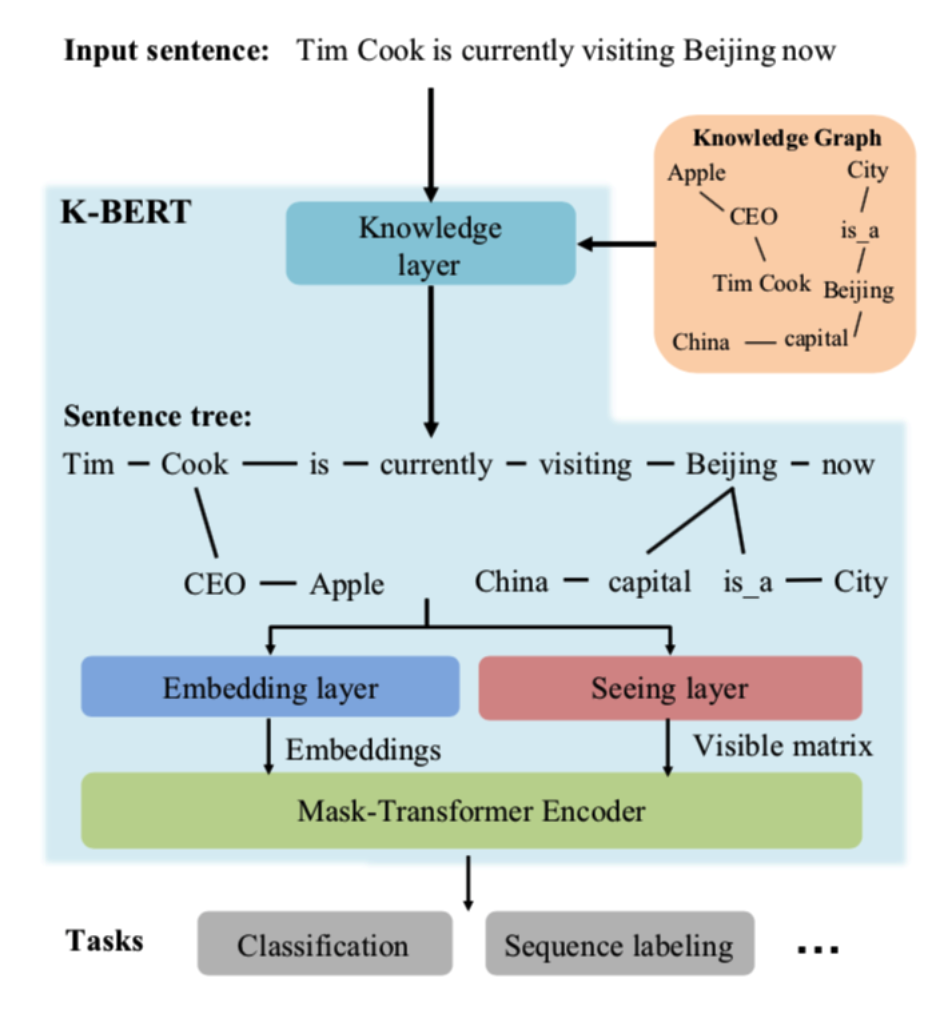 Input sentence: Tim Cook is currently visiting Beijing now
Knowledge Graph
Apple
City
CEO
is_a
Tim Cook
Beijing
China — capital
K-BERT
Knowledge
layer
Sentence tree:
Tim — Cook — is — currently — visiting — Beijing — now
CEO — Apple
China — capital
is_a — City
Embedding layer
Seeing layer
Embeddings
Visible matrix
Mask-Transformer Encoder
Tasks
Classification
Sequence labeling
...